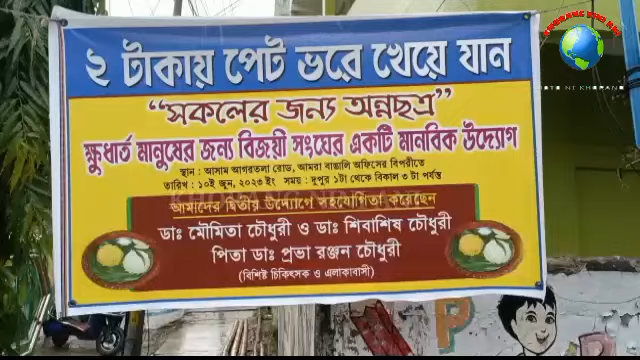 ২ টাকায় পেট ভরে খেয়ে যান
"সকলের জন্য অন্নছত্র"
ক্ষুধার্ত মানুষের জন্য বিজয়ী সংঘের একটি মানবিক উদ্যোগ
স্থান : আসাম আগরতলা রোড, আমরা বাঙালি অফিসের বিপরীতে
তারিখ : ১০ই জুন, ২০২৩ ইং সময় : দুপুর ১টা থেকে বিকাল ৩ টা পর্যন্ত
আমাদের দ্বিতীয় উদ্যোগে সহযোগিতা করেছেন
ডাঃ মৌমিতা চৌধুরী ও ডাঃ শিবাশিষ চৌধুরী
পিতা ডাঃ প্রভা রঞ্জন চৌধুরী
(বিশিষ্ট চিকিৎসক ও এলাকাবাসী)
P